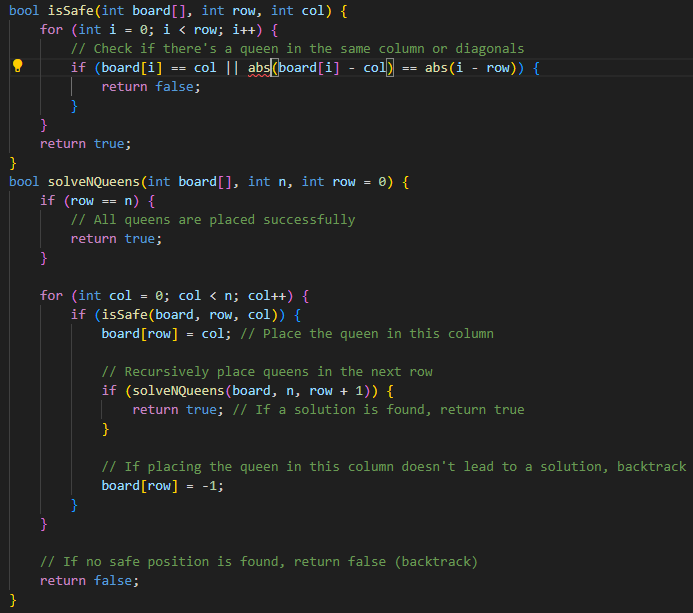 bool isSafe(int board[], int row, int col) {
    for (int i = 0; i < row; i++) {
        // Check if there's a queen in the same column or diagonals
        if (board[i] == col || abs(board[i] - col) == abs(i - row)) {
            return false;
        }
    }
    return true;
}
bool solveNQueens(int board[], int n, int row = 0) {
    if (row == n) {
        // All queens are placed successfully
        return true;
    }

    for (int col = 0; col < n; col++) {
        if (isSafe(board, row, col)) {
            board[row] = col; // Place the queen in this column

            // Recursively place queens in the next row
            if (solveNQueens(board, n, row + 1)) {
                return true; // If a solution is found, return true
            }

            // If placing the queen in this column doesn't lead to a solution, backtrack
            board[row] = -1;
        }
    }

    // If no safe position is found, return false (backtrack)
    return false;
}